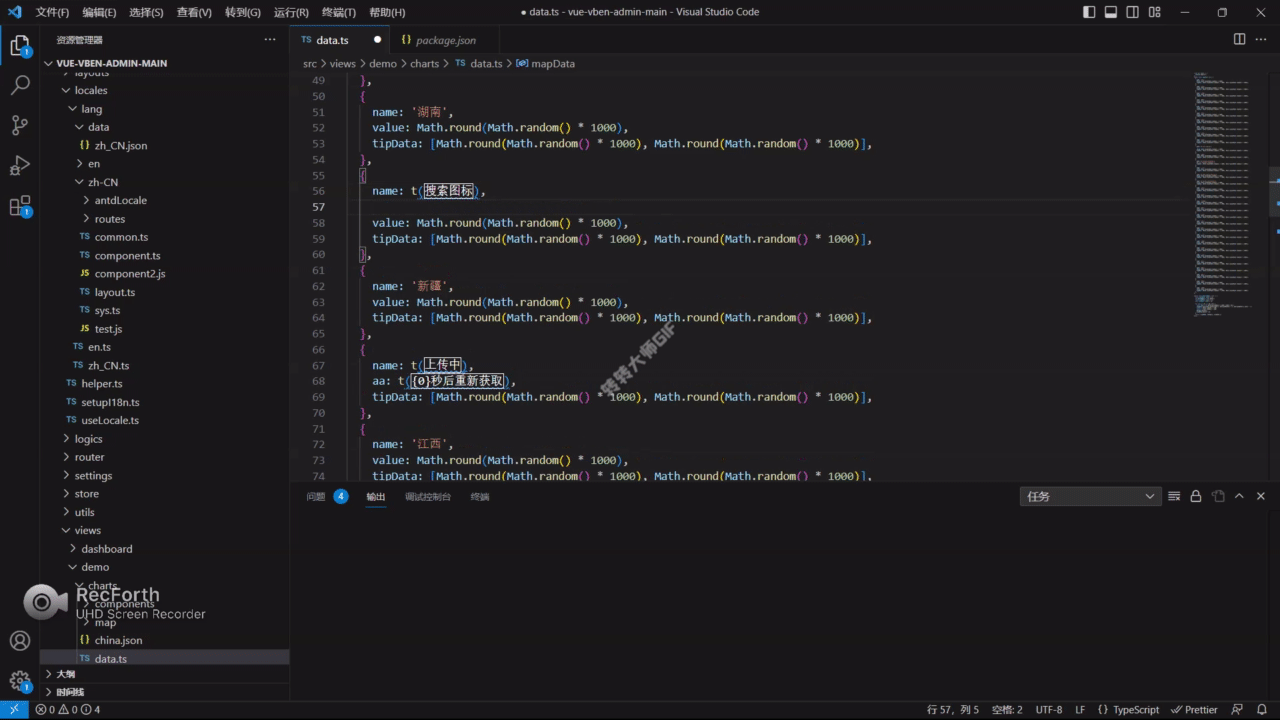 文件(F) 编辑(E) 选择(S) 查看(V) 转到(G) 运行(R) 终端(T) 帮助(H)
● data.ts - vue-vben-admin-main - Visual Studio Code
资源管理器 ···
VUE-VBEN-ADMIN-MAIN
layouts
locales
lang
data
{} zh_CN.json
en
zh-CN
antdLocale
routes
TS common.ts
TS component.ts
JS component2.js
TS layout.ts
TS sys.ts
JS test.js
TS en.ts
TS zh_CN.ts
TS helper.ts
TS setupI18n.ts
TS useLocale.ts
logics
router
settings
store
utils
views
dashboard
demo
charts
components
map
{} china.json
TS data.ts
大纲
时间线
1
1
1
RecForth
UHD Screen Recorder
TS data.ts ●
{} package.json
src > views > demo > charts > TS data.ts > mapData
49 },
50 {
51 name: '湖南',
52 value: Math.round(Math.random() * 1000),
53 tipData: [Math.round(Math.random() * 1000), Math.round(Math.random() * 1000)],
54 },
55 {
56 name: t(搜索图标),
57
58 value: Math.round(Math.random() * 1000),
59 tipData: [Math.round(Math.random() * 1000), Math.round(Math.random() * 1000)],
60 },
61 {
62 name: '新疆',
63 value: Math.round(Math.random() * 1000),
64 tipData: [Math.round(Math.random() * 1000), Math.round(Math.random() * 1000)],
65 },
66 {
67 name: t(上传中),
68 aa: t({0}秒后重新获取),
69 tipData: [Math.round(Math.random() * 1000), Math.round(Math.random() * 1000)],
70 },
71 {
72 name: '江西',
73 value: Math.round(Math.random() * 1000),
74 tipData: [Math.round(Math.random() * 1000), Math.round(Math.random() * 1000)],
转转大师GIF
问题 4 输出 调试控制台 终端
任务
0 0 4
行 57，列 5 空格: 2 UTF-8 LF {} TypeScript Prettier